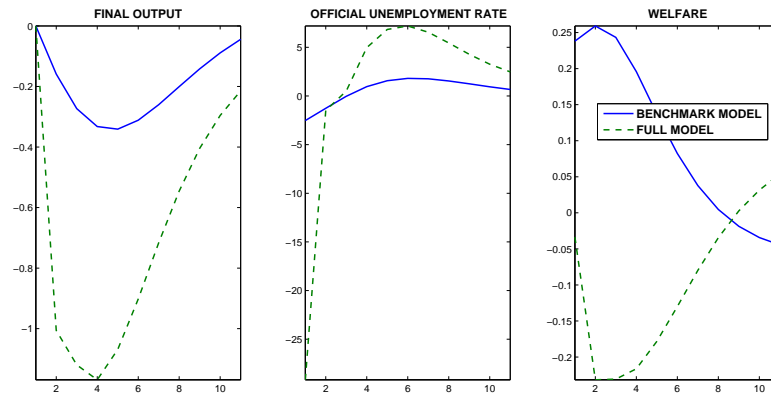 FINAL OUTPUT
0
−0.2
−0.4
−0.6
−0.8
−1
2 4 6 8 10
OFFICIAL UNEMPLOYMENT RATE
5
0
−5
−10
−15
−20
−25
2 4 6 8 10
WELFARE
0.25
0.2
0.15
0.1
0.05
0
−0.05
−0.1
−0.15
−0.2
2 4 6 8 10
BENCHMARK MODEL
FULL MODEL